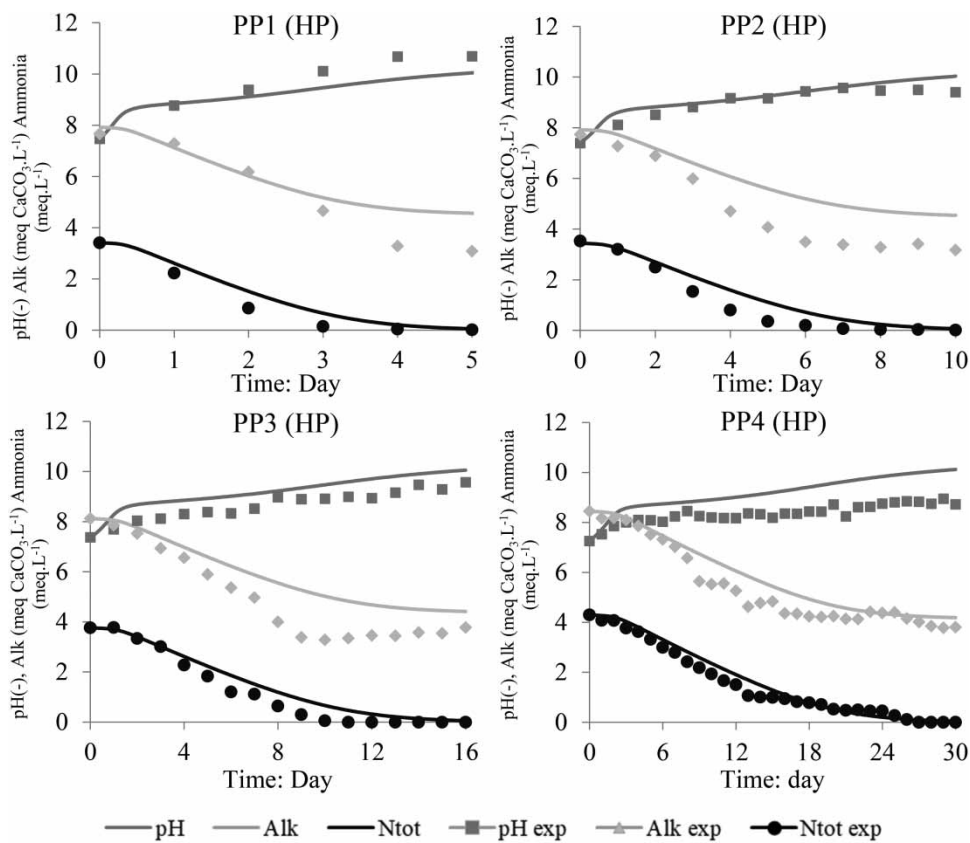 PP1 (HP)
pH(-) Alk (meq CaCO₃.L⁻¹) Ammonia
(meq.L⁻¹)
12
10
8
6
4
2
0
0 1 2 3 4 5
Time: Day
PP2 (HP)
pH(-) Alk (meq CaCO₃.L⁻¹) Ammonia
(meq.L⁻¹)
12
10
8
6
4
2
0
0 2 4 6 8 10
Time: Day
PP3 (HP)
pH(-), Alk (meq CaCO₃.L⁻¹) Ammonia
(meq.L⁻¹)
12
10
8
6
4
2
0
0 4 8 12 16
Time: Day
PP4 (HP)
pH(-), Alk (meq CaCO₃.L⁻¹) Ammonia
(meq.L⁻¹)
12
10
8
6
4
2
0
0 6 12 18 24 30
Time: day
pH Alk Ntot pH exp Alk exp Ntot exp